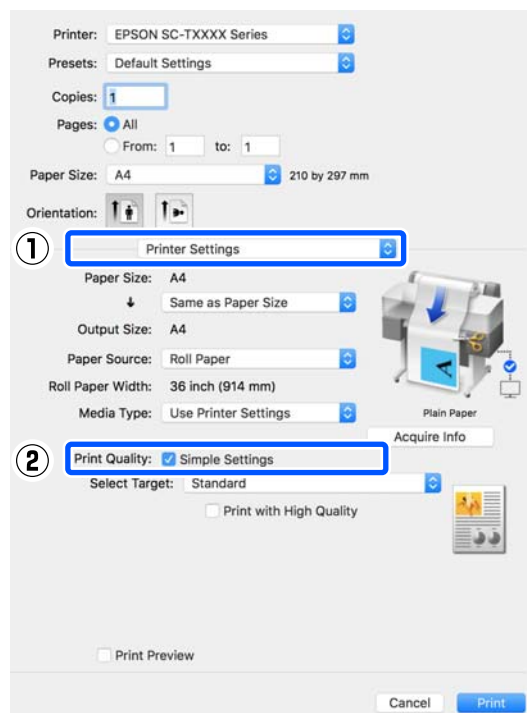 Printer: EPSON SC-TXXXX Series
Presets: Default Settings
Copies: 1
Pages: All
From: 1 to: 1
Paper Size: A4 210 by 297 mm
Orientation:
1 Printer Settings
Paper Size: A4
Same as Paper Size
Output Size: A4
Paper Source: Roll Paper
Roll Paper Width: 36 inch (914 mm)
Media Type: Use Printer Settings
Plain Paper
Acquire Info
2 Print Quality: Simple Settings
Select Target: Standard
Print with High Quality
Print Preview
Cancel Print